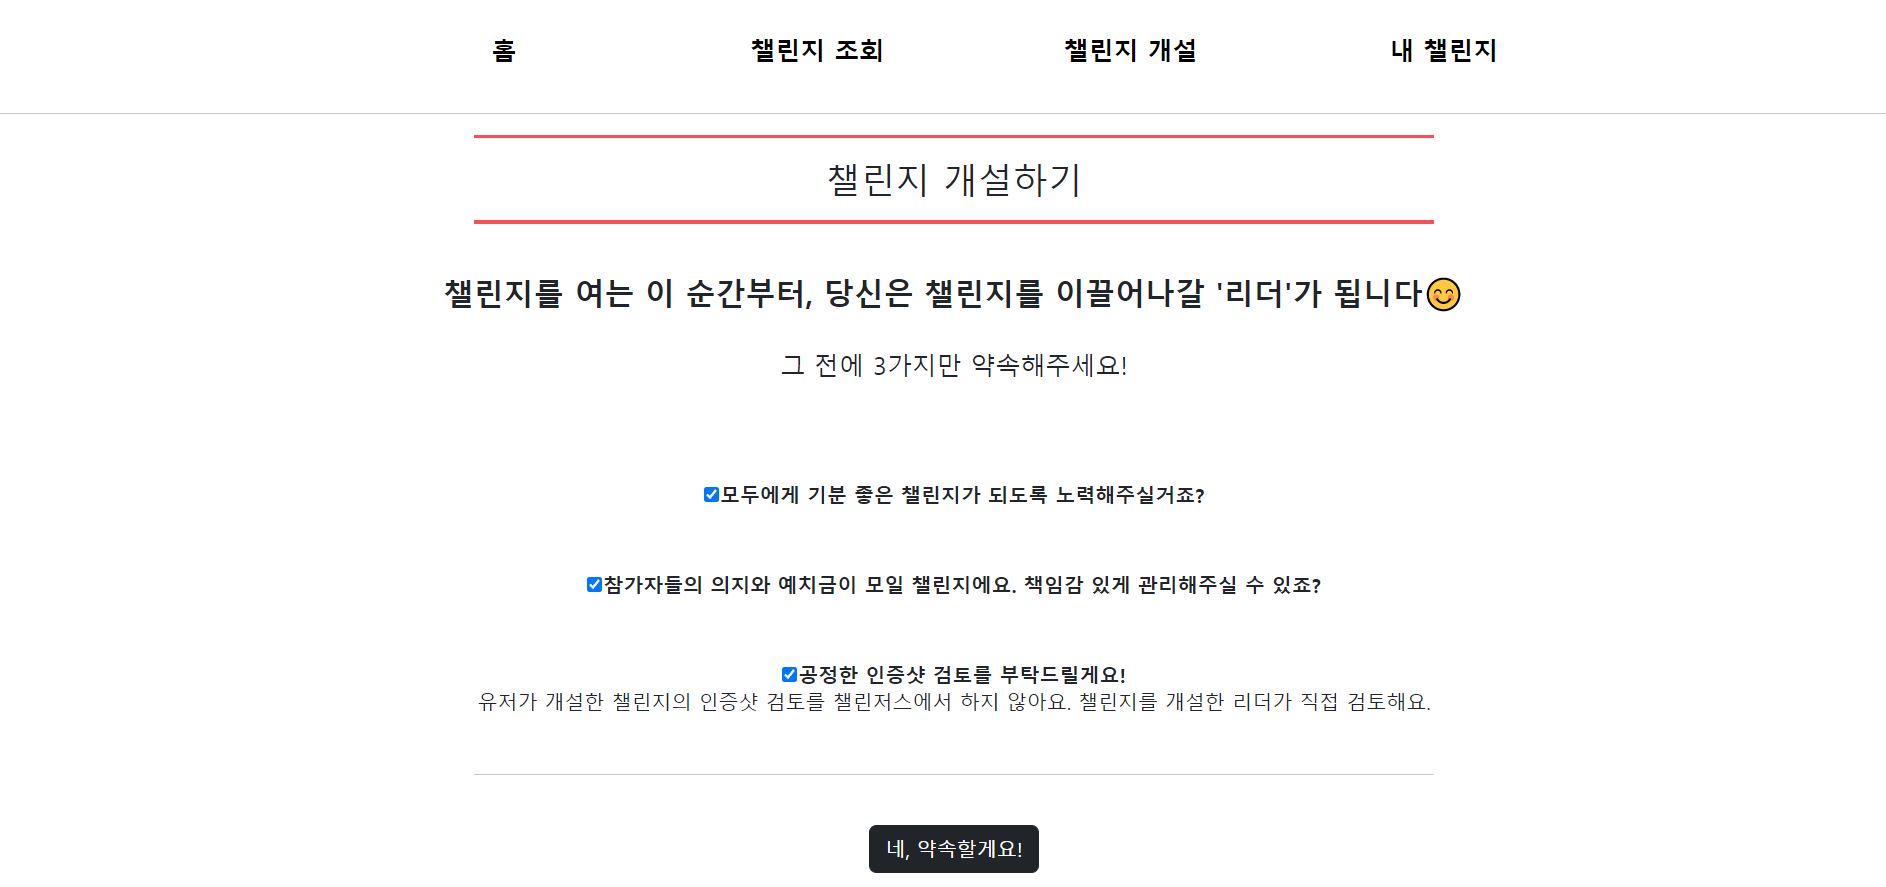 홈 챌린지 조회 챌린지 개설 내 챌린지
챌린지 개설하기
챌린지를 여는 이 순간부터, 당신은 챌린지를 이끌어나갈 '리더'가 됩니다😊
그 전에 3가지만 약속해주세요!
모두에게 기분 좋은 챌린지가 되도록 노력해주실거죠?
참가자들의 의지와 예치금이 모일 챌린지에요. 책임감 있게 관리해주실 수 있죠?
공정한 인증샷 검토를 부탁드릴게요!
유저가 개설한 챌린지의 인증샷 검토를 챌린저스에서 하지 않아요. 챌린지를 개설한 리더가 직접 검토해요.
네, 약속할게요!